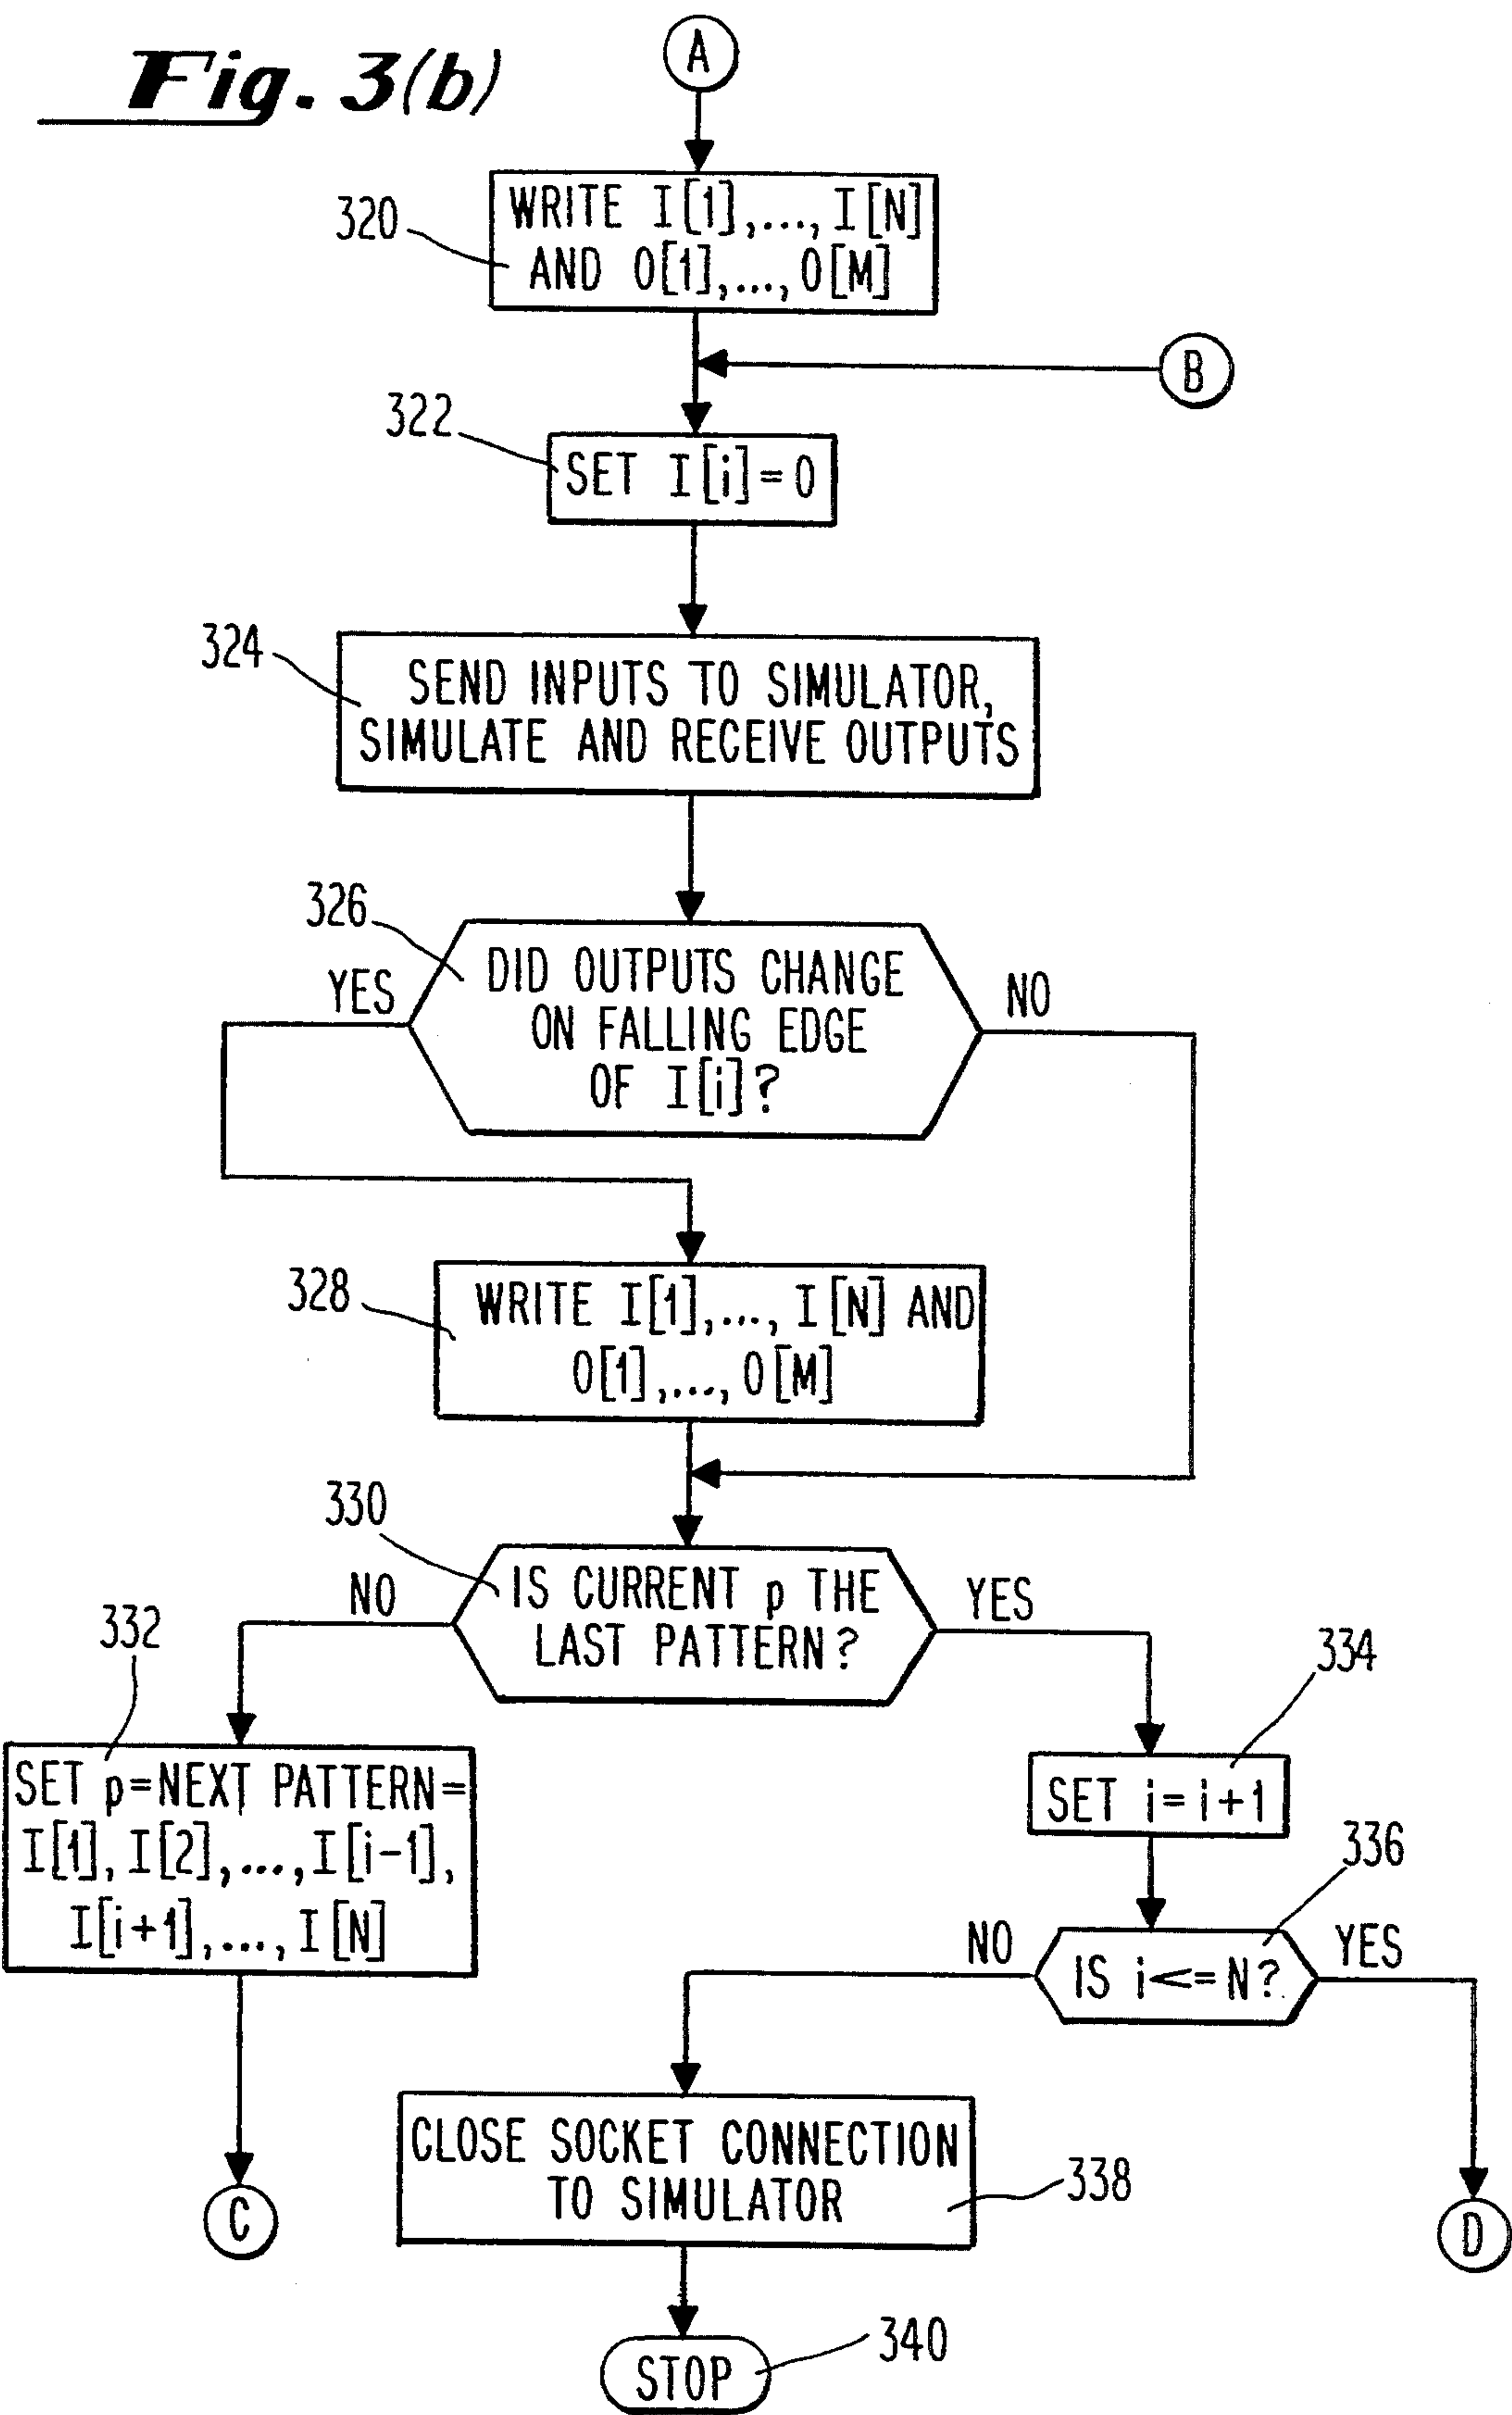 Fig. 3(b)
A
320
WRITE I[1],..., I[N]
AND O[1],..., O[M]
B
322
SET I[i]=0
324
SEND INPUTS TO SIMULATOR,
SIMULATE AND RECEIVE OUTPUTS
326
YES
DID OUTPUTS CHANGE
ON FALLING EDGE
OF I[i]?
NO
328
WRITE I[1],..., I[N] AND
O[1],..., O[M]
330
NO
IS CURRENT p THE
LAST PATTERN?
YES
332
SET p=NEXT PATTERN=
I[1], I[2],..., I[i-1],
I[i+1],..., I[N]
334
SET i=i+1
336
NO
IS i<=N?
YES
CLOSE SOCKET CONNECTION
TO SIMULATOR
338
C
D
STOP
340